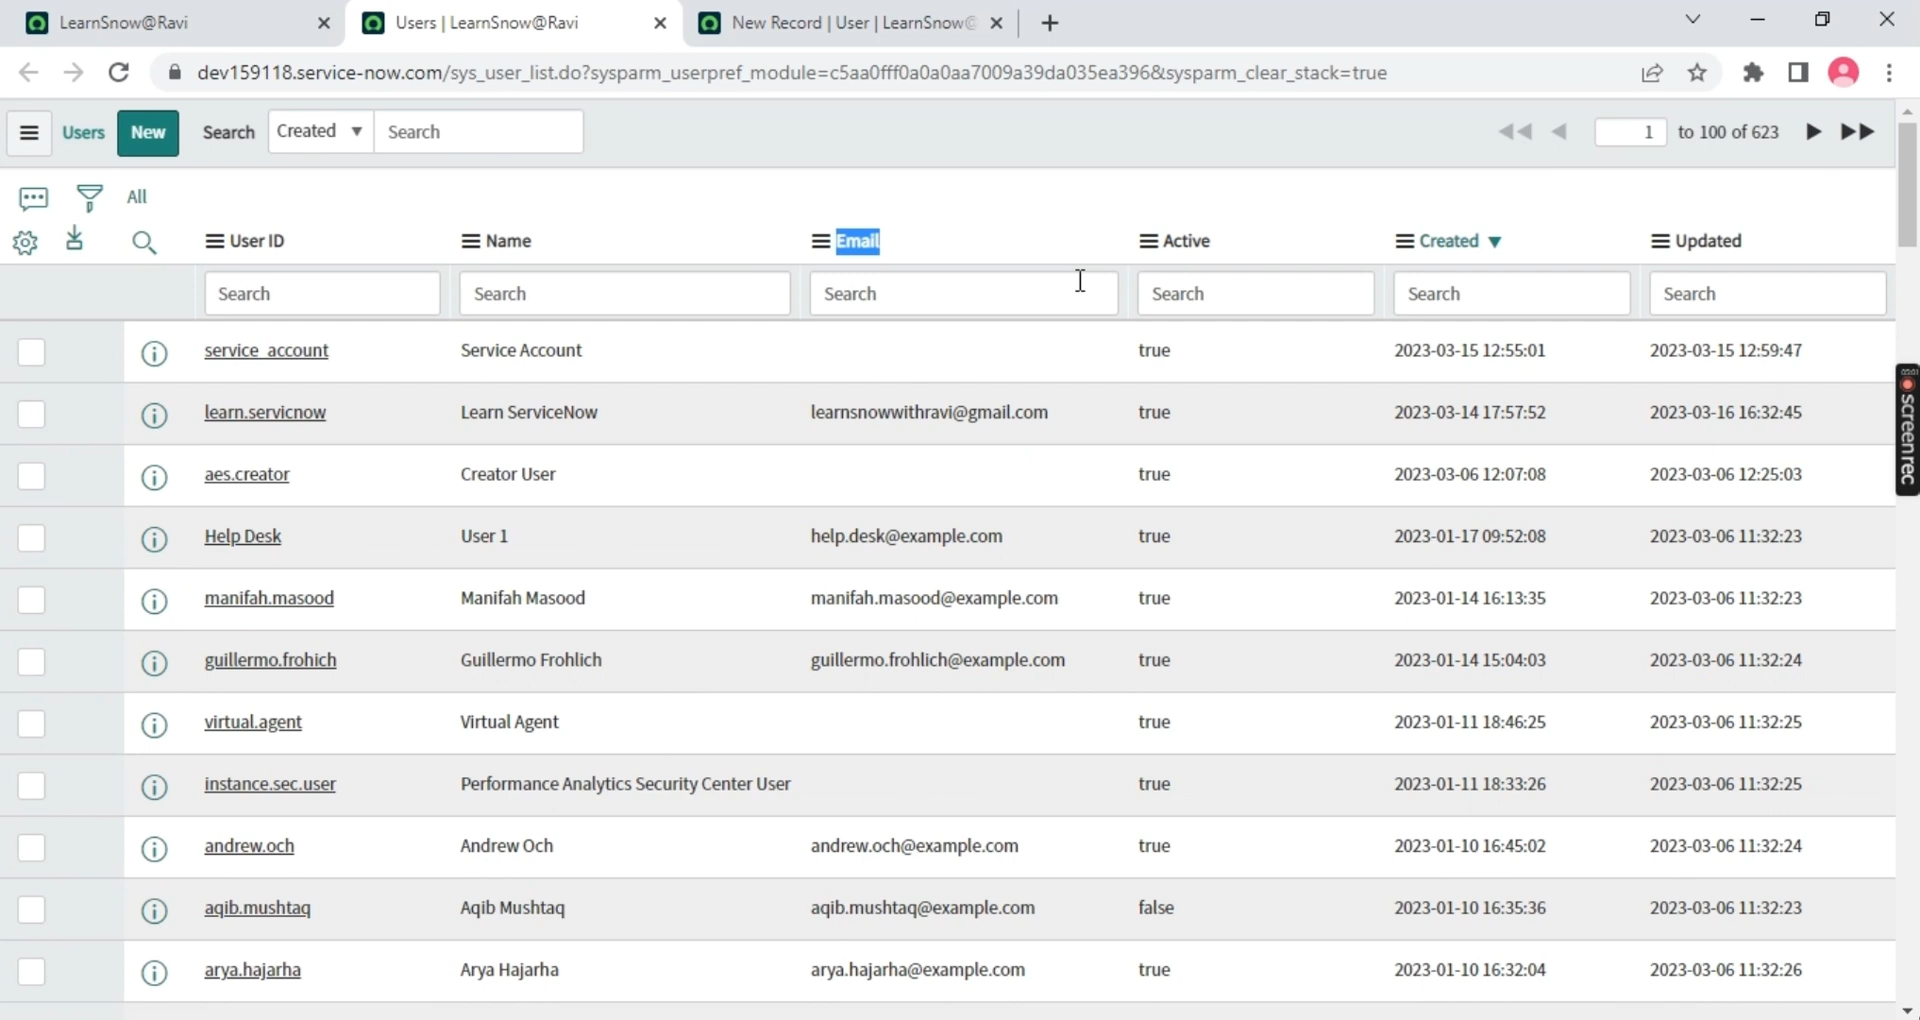 LearnSnow@Ravi
Users | LearnSnow@Ravi
New Record | User | LearnSnow@
dev159118.service-now.com/sys_user_list.do?sysparm_userpref_module=c5aa0fff0a0a0aa7009a39da035ea396&sysparm_clear_stack=true
Users New Search Created Search 1 to 100 of 623
All
User ID Name Email Active Created Updated
Search Search Search Search Search Search
service_account Service Account true 2023-03-15 12:55:01 2023-03-15 12:59:47
learn.servicnow Learn ServiceNow learnsnowwithravi@gmail.com true 2023-03-14 17:57:52 2023-03-16 16:32:45
aes.creator Creator User true 2023-03-06 12:07:08 2023-03-06 12:25:03
Help Desk User 1 help.desk@example.com true 2023-01-17 09:52:08 2023-03-06 11:32:23
manifah.masood Manifah Masood manifah.masood@example.com true 2023-01-14 16:13:35 2023-03-06 11:32:23
guillermo.frohich Guillermo Frohlich guillermo.frohlich@example.com true 2023-01-14 15:04:03 2023-03-06 11:32:24
virtual.agent Virtual Agent true 2023-01-11 18:46:25 2023-03-06 11:32:25
instance.sec.user Performance Analytics Security Center User true 2023-01-11 18:33:26 2023-03-06 11:32:25
andrew.och Andrew Och andrew.och@example.com true 2023-01-10 16:45:02 2023-03-06 11:32:24
aqib.mushtaq Aqib Mushtaq aqib.mushtaq@example.com false 2023-01-10 16:35:36 2023-03-06 11:32:23
arya.hajarha Arya Hajarha arya.hajarha@example.com true 2023-01-10 16:32:04 2023-03-06 11:32:26
screenrec